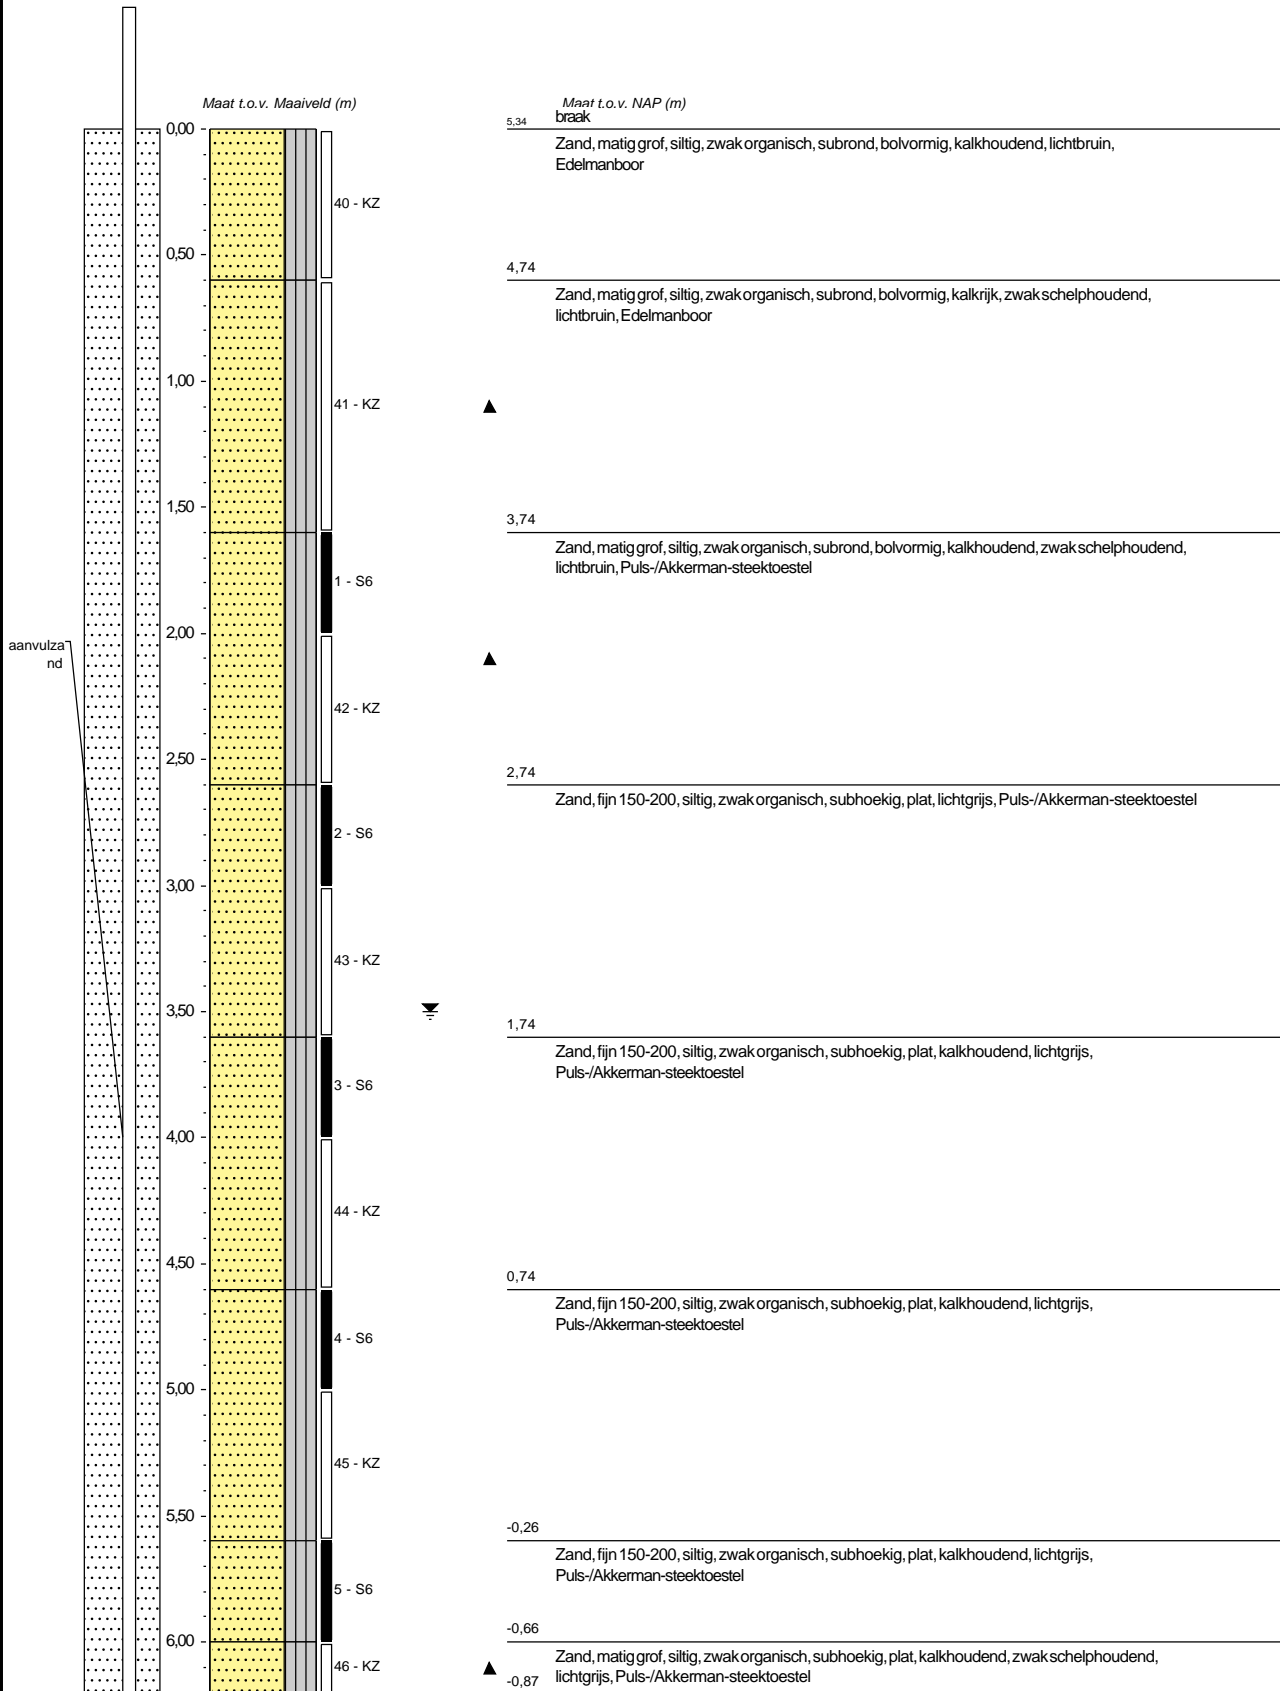 Maat t.o.v. Maaiveld (m)
Maat t.o.v. NAP (m)
5,34 braak
0,00
Zand, matig grof, siltig, zwak organisch, subrond, bolvormig, kalkhoudend, lichtbruin,
Edelmanboor
40 - KZ
0,50
4,74
Zand, matig grof, siltig, zwak organisch, subrond, bolvormig, kalkrijk, zwak schelphoudend,
lichtbruin, Edelmanboor
1,00
41 - KZ
1,50
3,74
Zand, matig grof, siltig, zwak organisch, subrond, bolvormig, kalkhoudend, zwak schelphoudend,
lichtbruin, Puls-/Akkerman-steektoestel
1 - S6
2,00
aanvulza
nd
42 - KZ
2,50
2,74
Zand, fijn 150-200, siltig, zwak organisch, subhoekig, plat, lichtgrijs, Puls-/Akkerman-steektoestel
2 - S6
3,00
43 - KZ
3,50
1,74
Zand, fijn 150-200, siltig, zwak organisch, subhoekig, plat, kalkhoudend, lichtgrijs,
Puls-/Akkerman-steektoestel
3 - S6
4,00
44 - KZ
4,50
0,74
Zand, fijn 150-200, siltig, zwak organisch, subhoekig, plat, kalkhoudend, lichtgrijs,
Puls-/Akkerman-steektoestel
4 - S6
5,00
45 - KZ
5,50
-0,26
Zand, fijn 150-200, siltig, zwak organisch, subhoekig, plat, kalkhoudend, lichtgrijs,
Puls-/Akkerman-steektoestel
5 - S6
-0,66
6,00
Zand, matig grof, siltig, zwak organisch, subhoekig, plat, kalkhoudend, zwak schelphoudend,
46 - KZ
-0,87 lichtgrijs, Puls-/Akkerman-steektoestel